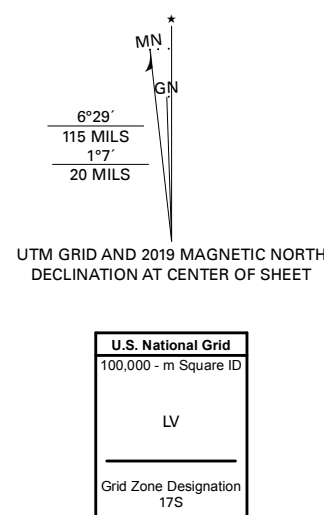 ★
MN
GN
6°29´
115 MILS
1°7´
20 MILS
UTM GRID AND 2019 MAGNETIC NORTH
DECLINATION AT CENTER OF SHEET
U.S. National Grid
100,000 - m Square ID
LV
Grid Zone Designation
17S